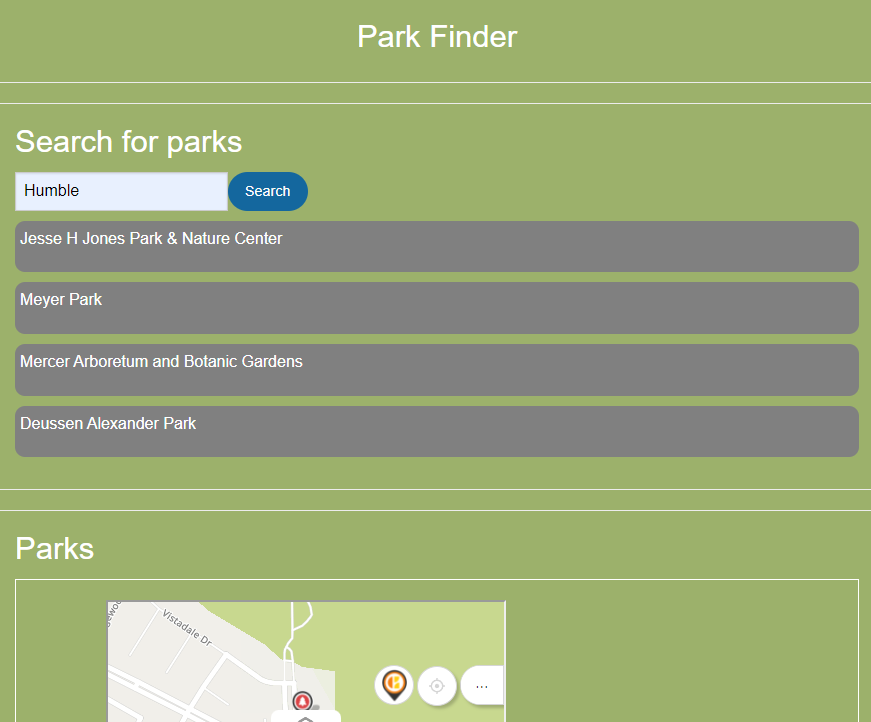 Park Finder
Search for parks
Humble
Search
Jesse H Jones Park & Nature Center
Meyer Park
Mercer Arboretum and Botanic Gardens
Deussen Alexander Park
Parks
Vistadale Dr
...